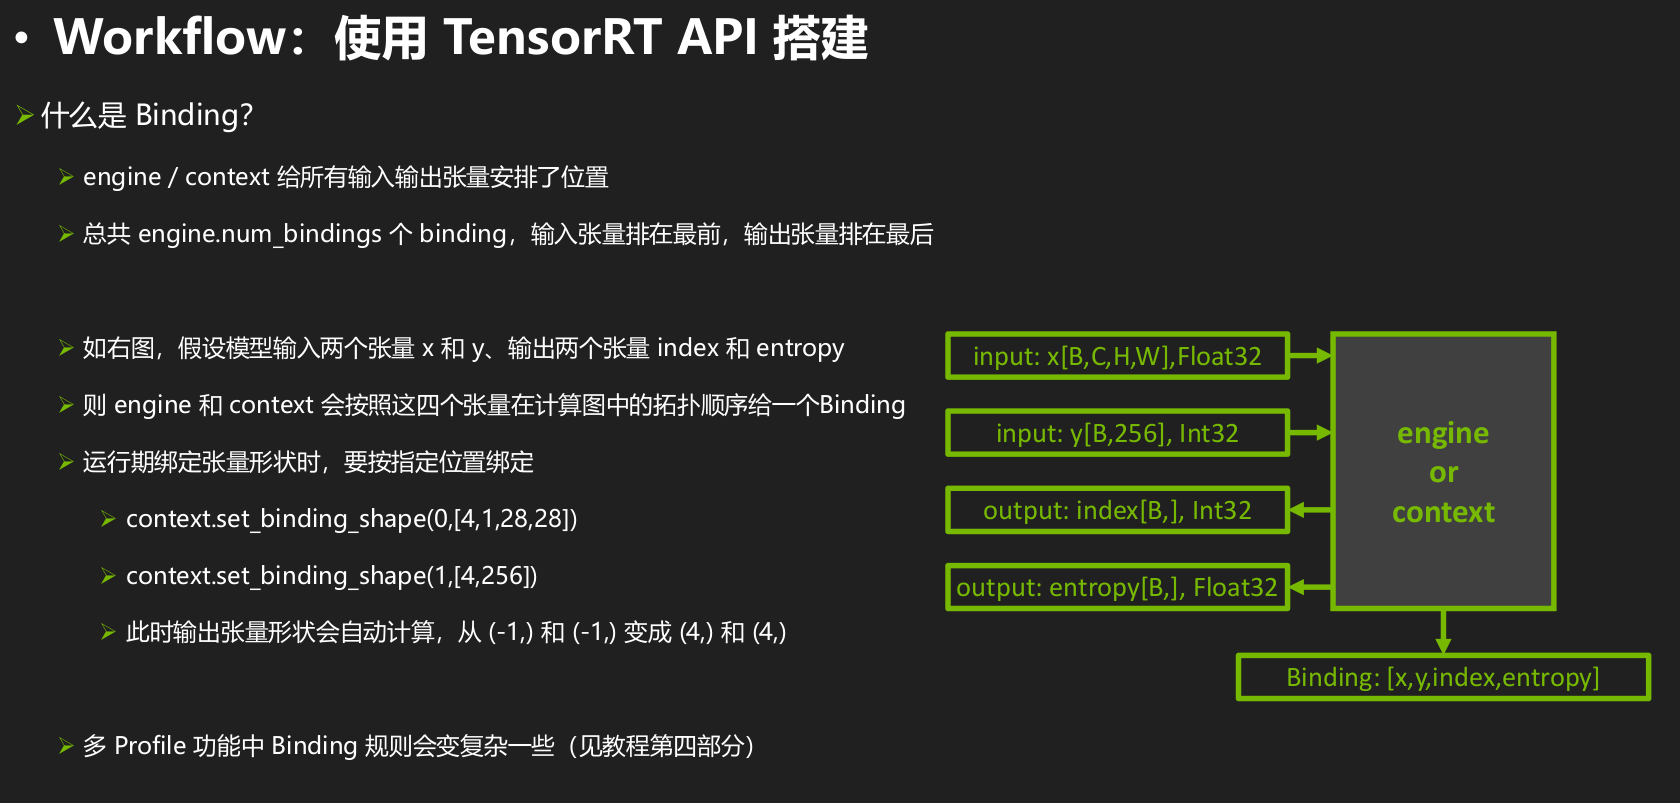 • Workflow：使用 TensorRT API 搭建
什么是 Binding？
engine / context 给所有输入输出张量安排了位置
总共 engine.num_bindings 个 binding，输入张量排在最前，输出张量排在最后
如右图，假设模型输入两个张量 x 和 y、输出两个张量 index 和 entropy
则 engine 和 context 会按照这四个张量在计算图中的拓扑顺序给一个Binding
运行期绑定张量形状时，要按指定位置绑定
context.set_binding_shape(0,[4,1,28,28])
context.set_binding_shape(1,[4,256])
此时输出张量形状会自动计算，从 (-1,) 和 (-1,) 变成 (4,) 和 (4,)
多 Profile 功能中 Binding 规则会变复杂一些（见教程第四部分）
input: x[B,C,H,W],Float32
input: y[B,256], Int32
output: index[B,], Int32
output: entropy[B,], Float32
engine
or
context
Binding: [x,y,index,entropy]